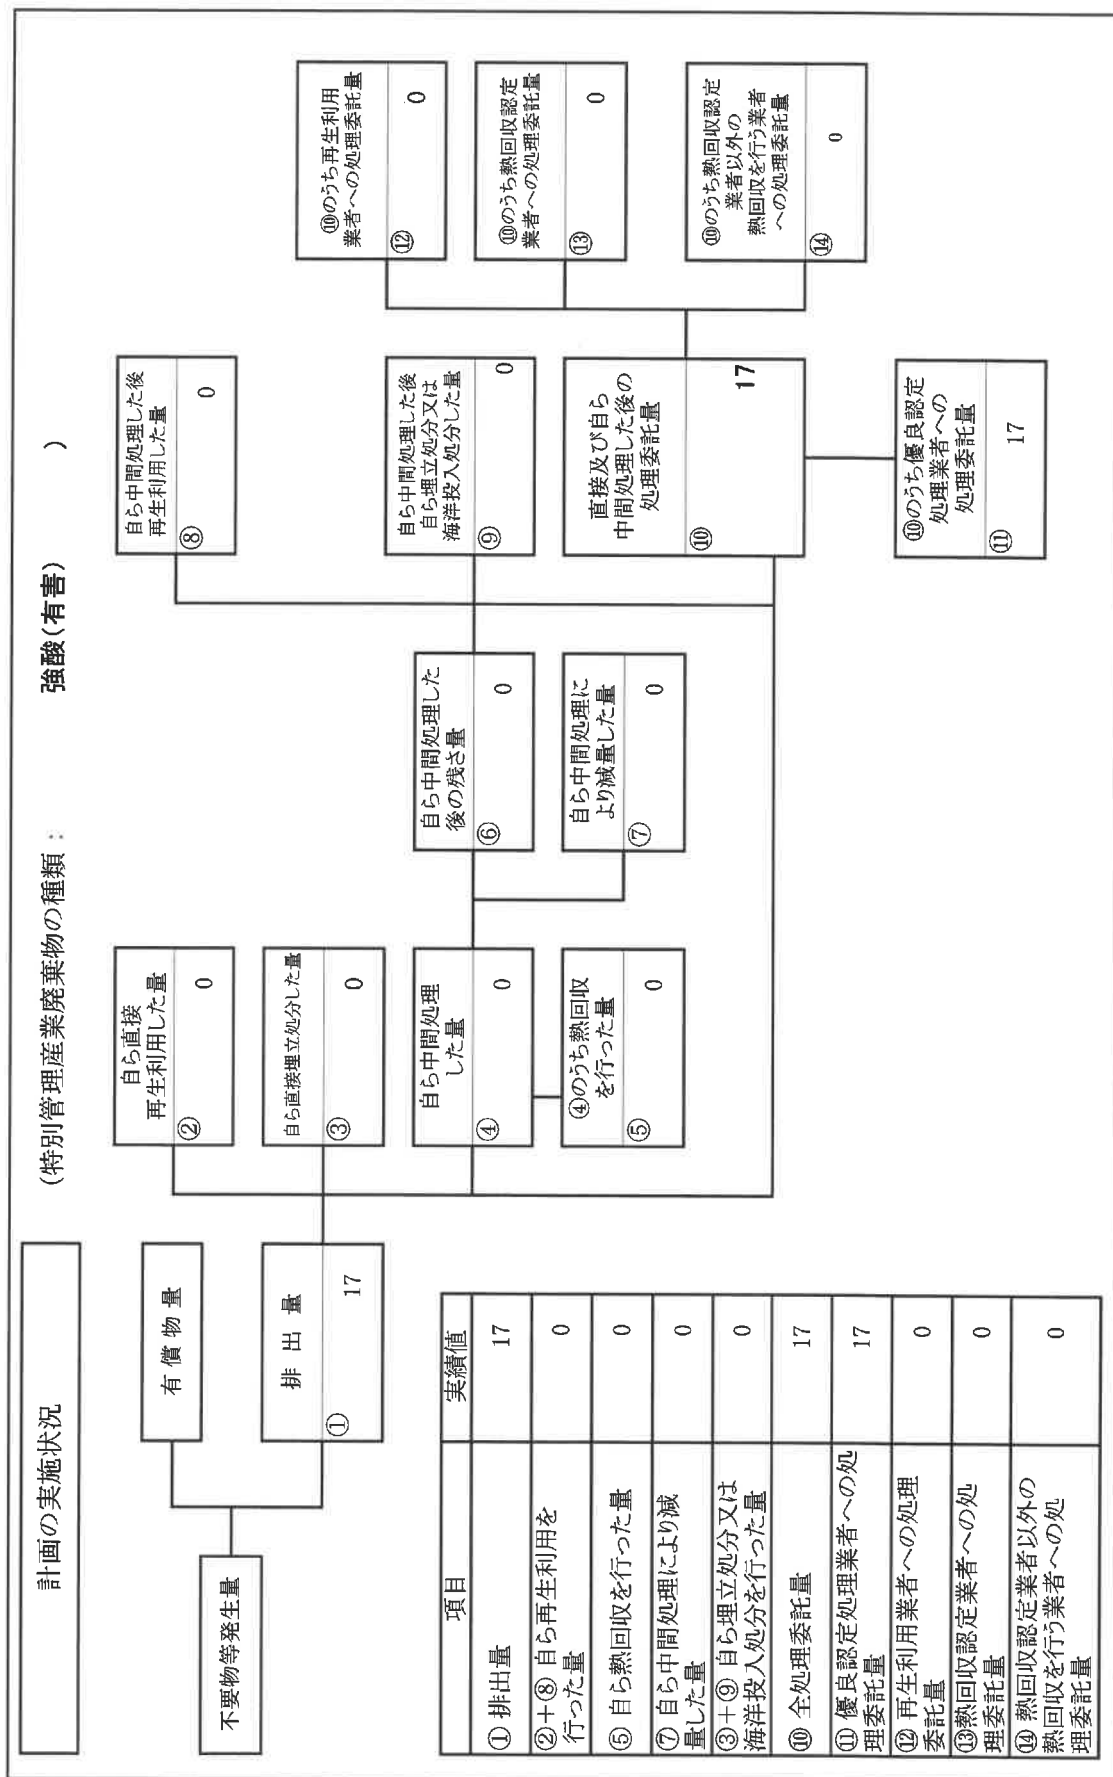 計画の実施状況
(特別管理産業廃棄物の種類:
強酸(有害)
)
不要物等発生量
有償物量
排出量
①
17
自ら直接
再生利用した量
②
0
自ら直接埋立処分した量
③
0
自ら中間処理
した量
④
0
④のうち熱回収
を行った量
⑤
0
自ら中間処理した
後の残さ量
⑥
0
自ら中間処理に
より減量した量
⑦
0
自ら中間処理した後
再生利用した量
⑧
0
自ら中間処理した後
自ら埋立処分又は
海洋投入処分した量
⑨
0
直接及び自ら
中間処理した後の
処理委託量
⑩
17
⑩のうち優良認定
処理業者への
処理委託量
⑪
17
⑩のうち再生利用
業者への処理委託量
⑫
0
⑩のうち熱回収認定
業者への処理委託量
⑬
0
⑩のうち熱回収認定
業者以外の
熱回収を行う業者
への処理委託量
⑭
0
項目
実績値
① 排出量
17
②+⑧ 自ら再生利用を
行った量
0
⑤ 自ら熱回収を行った量
0
⑦ 自ら中間処理により減
量した量
0
③+⑨ 自ら埋立処分又は
海洋投入処分を行った量
0
⑩ 全処理委託量
17
⑪ 優良認定処理業者への処
理委託量
17
⑫ 再生利用業者への処理
委託量
0
⑬熱回収認定業者への処
理委託量
0
⑭ 熱回収認定業者以外の
熱回収を行う業者への処
理委託量
0